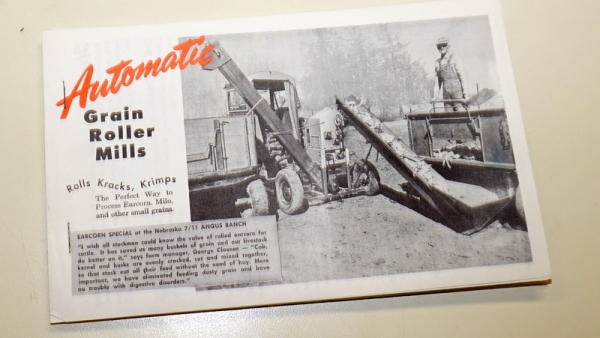 Automatic
Grain
Roller
Mills
Rolls Kracks, Krimps
The Perfect Way to
Process Earcorn, Milo,
and other small grains.
EARCORN SPECIAL at the Nebraska 7/11 ANGUS RANCH
"I wish all stockmen could know the value of rolled earcorn for
cattle. It has saved us many bushels of grain and our livestock
do better on it," says farm manager, George Clausner — "Cob,
kernel and husks are evenly cracked, cut and mixed together,
so that stock eat all their feed without the need of hay. More
important, we have eliminated feeding dusty grain and have
no trouble with digestive disorders."